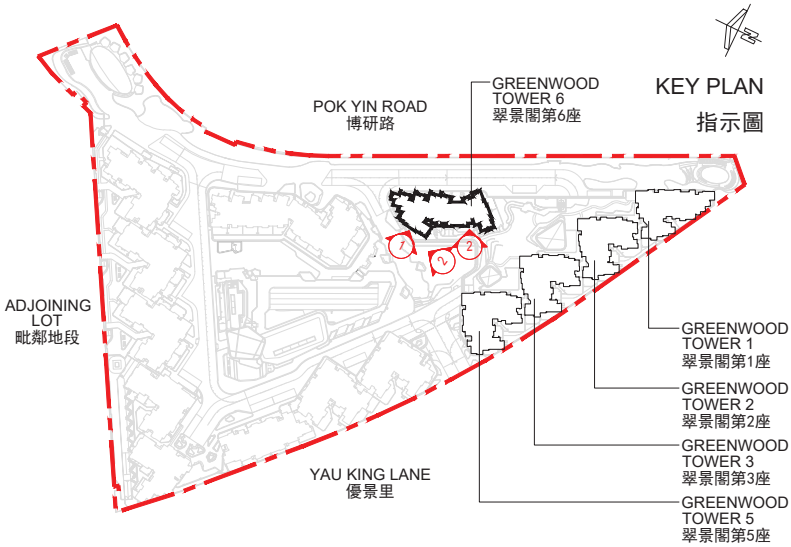 KEY PLAN
指示圖
GREENWOOD
TOWER 6
翠景閣第6座
POK YIN ROAD
博研路
1
2
2
ADJOINING
LOT
毗鄰地段
GREENWOOD
TOWER 1
翠景閣第1座
GREENWOOD
TOWER 2
翠景閣第2座
GREENWOOD
TOWER 3
翠景閣第3座
GREENWOOD
TOWER 5
翠景閣第5座
YAU KING LANE
優景里
N